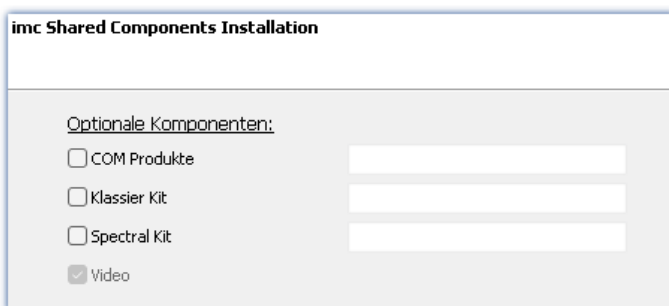 imc Shared Components Installation
Optionale Komponenten:
COM Produkte
Klassier Kit
Spectral Kit
Video